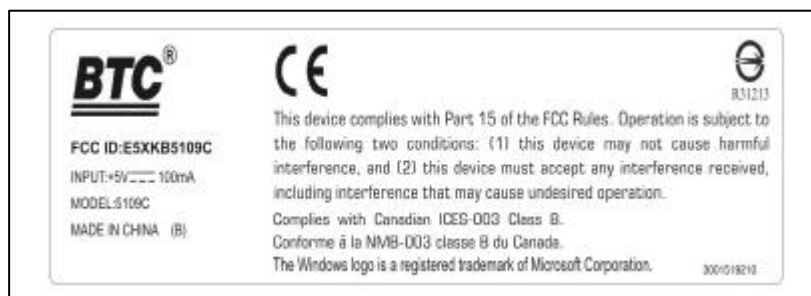 BTC®
FCC ID:E5XKB5109C
INPUT:+5V⎓100mA
MODEL:5109C
MADE IN CHINA (B)
CE
R31213
This device complies with Part 15 of the FCC Rules. Operation is subject to
the following two conditions: (1) this device may not cause harmful
interference, and (2) this device must accept any interference received,
including interference that may cause undesired operation.
Complies with Canadian ICES-003 Class B.
Conforme à la NMB-003 classe B du Canada.
The Windows logo is a registered trademark of Microsoft Corporation.
3001519210